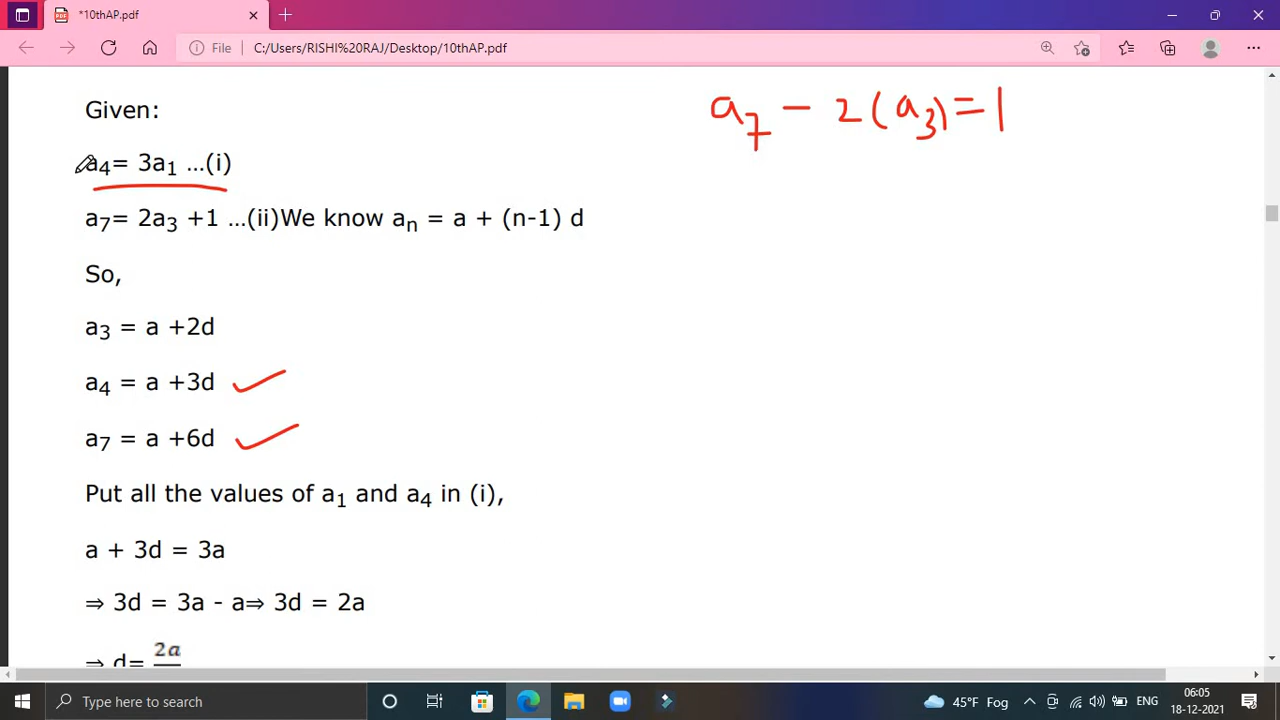 *10thAP.pdf
File C:/Users/RISHI%20RAJ/Desktop/10thAP.pdf
Given:
a₇ - 2(a₃) = 1
a₄= 3a₁ ...(i)
a₇= 2a₃ +1 ...(ii)We know aₙ = a + (n-1) d
So,
a₃ = a +2d
a₄ = a +3d ✓
a₇ = a +6d ✓
Put all the values of a₁ and a₄ in (i),
a + 3d = 3a
⇒ 3d = 3a - a⇒ 3d = 2a
⇒ d= 2a
Type here to search
45°F Fog
ENG
06:05
18-12-2021